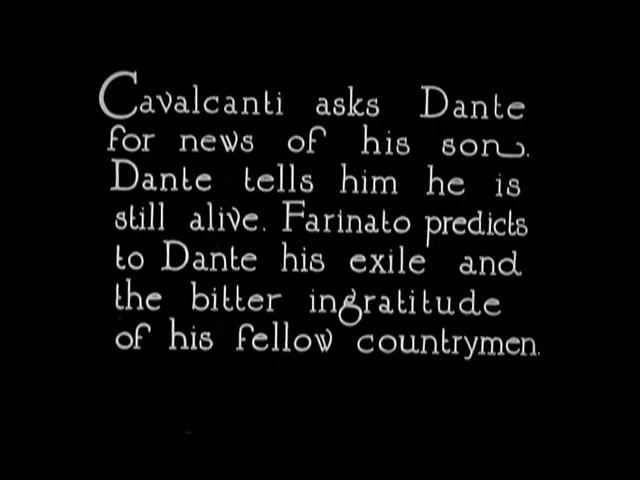 Cavalcanti asks Dante
for news of his son.
Dante tells him he is
still alive. Farinato predicts
to Dante his exile and
the bitter ingratitude
of his fellow countrymen.